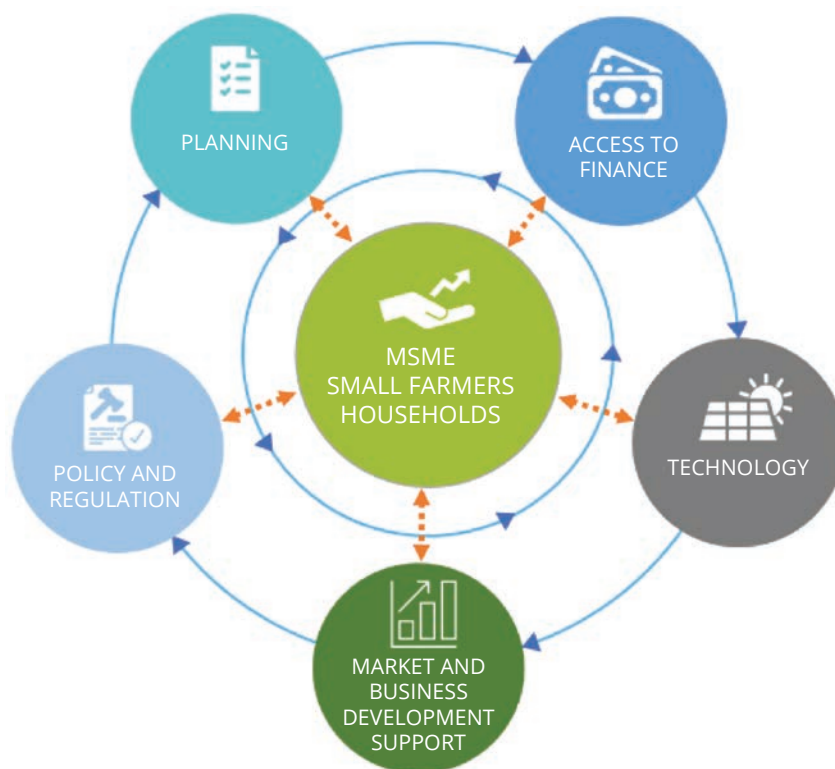 PLANNING
ACCESS TO
FINANCE
MSME
SMALL FARMERS
HOUSEHOLDS
POLICY AND
REGULATION
TECHNOLOGY
MARKET AND
BUSINESS
DEVELOPMENT
SUPPORT